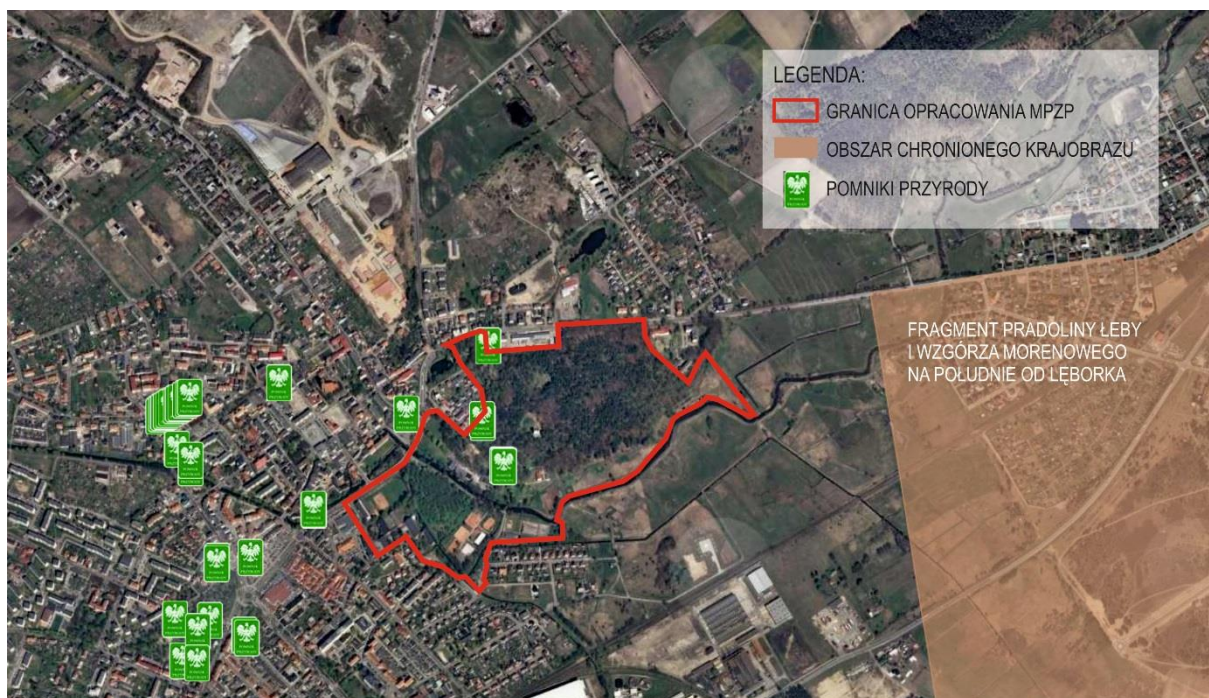 LEGENDA:
GRANICA OPRACOWANIA MPZP
OBSZAR CHRONIONEGO KRAJOBRAZU
POMNIKI PRZYRODY
FRAGMENT PRADOLINY ŁEBY
I WZGÓRZA MORENOWEGO
NA POŁUDNIE OD LĘBORKA